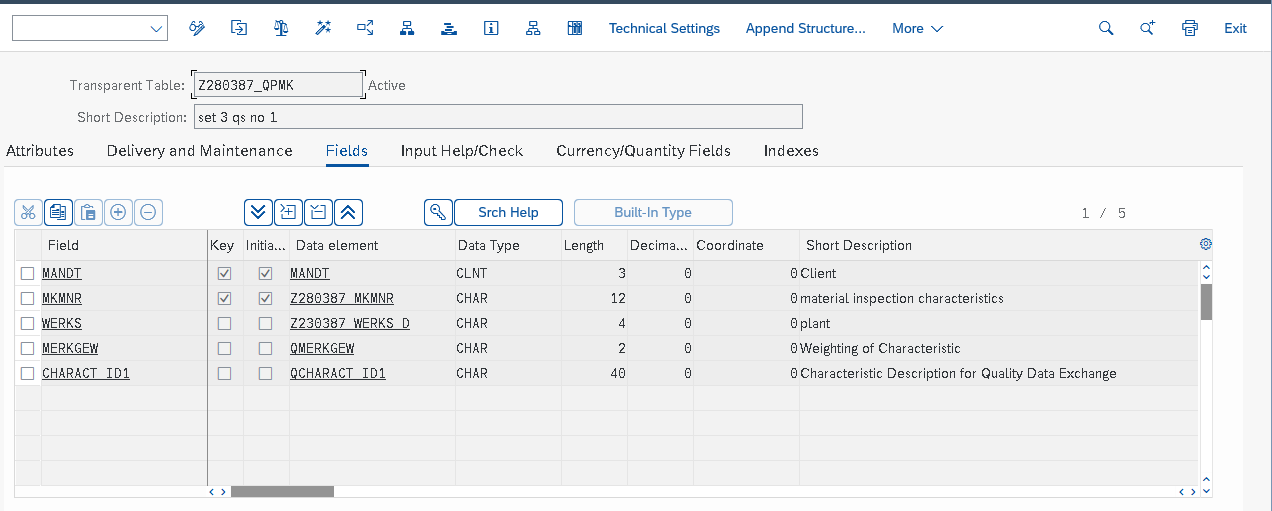 Technical Settings Append Structure... More Exit
Transparent Table: Z280387_QPMK Active
Short Description: set 3 qs no 1
Attributes Delivery and Maintenance Fields Input Help/Check Currency/Quantity Fields Indexes
Srch Help Built-In Type 1 / 5
Field Key Initia... Data element Data Type Length Decima... Coordinate Short Description
MANDT MANDT CLNT 3 0 0 Client
MKMNR Z280387_MKMNR CHAR 12 0 0 material inspection characteristics
WERKS Z230387_WERKS_D CHAR 4 0 0 plant
MERKGEW QMERKGEW CHAR 2 0 0 Weighting of Characteristic
CHARACT_ID1 QCHARACT_ID1 CHAR 40 0 0 Characteristic Description for Quality Data Exchange